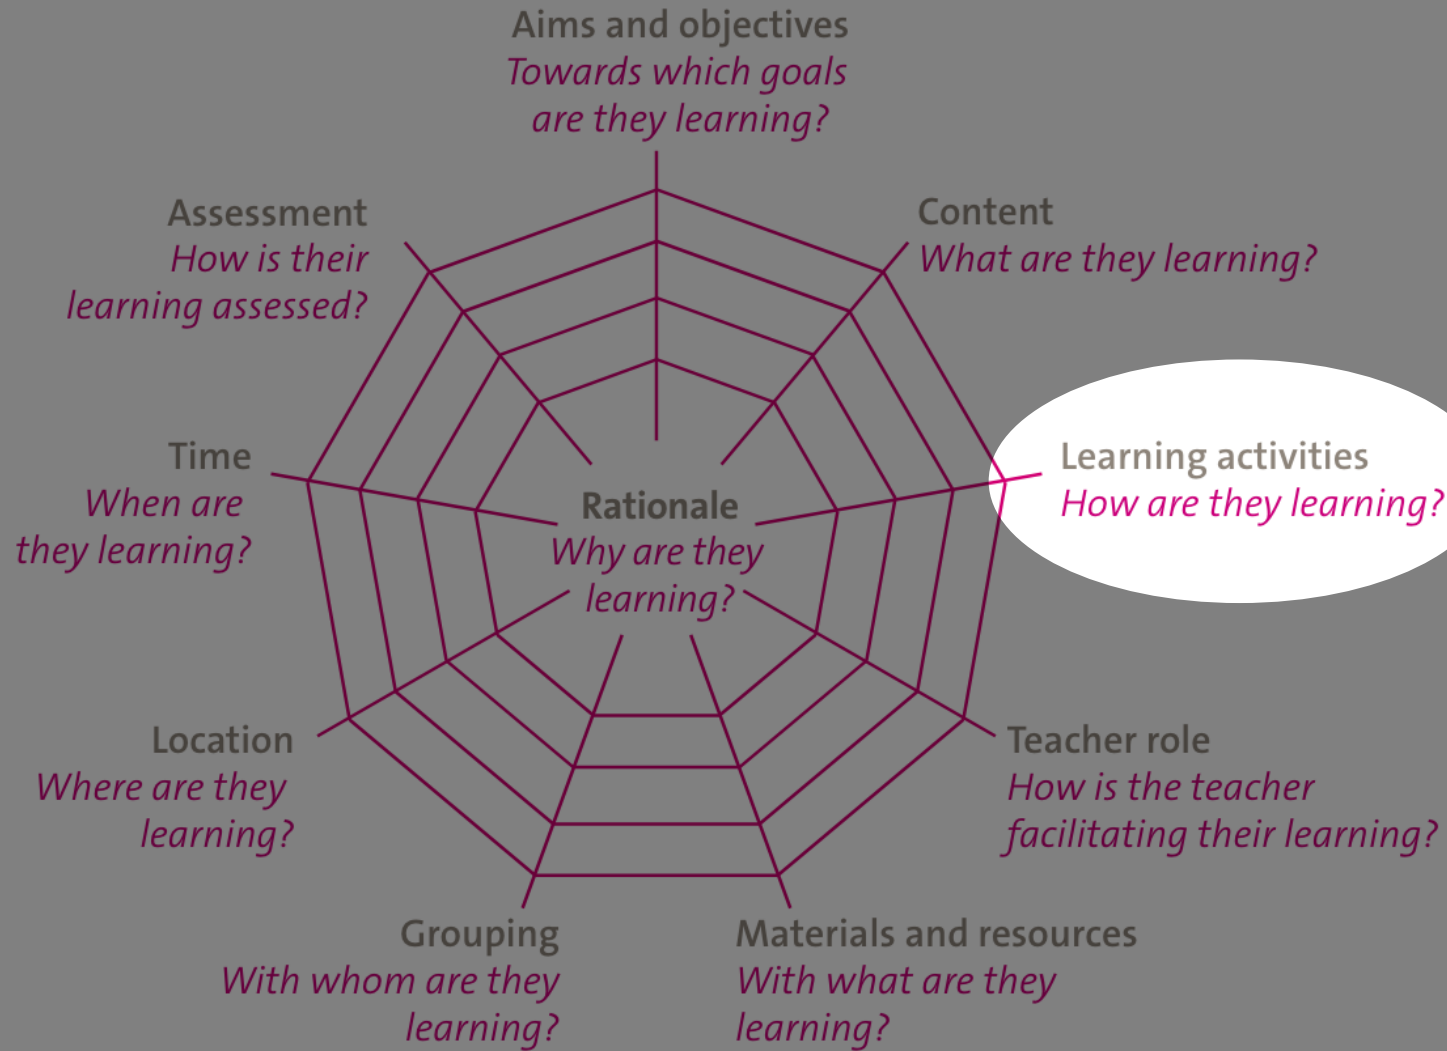 Aims and objectives
Towards which goals
are they learning?
Assessment
How is their
learning assessed?
Content
What are they learning?
Time
When are
they learning?
Rationale
Why are they
learning?
Learning activities
How are they learning?
Location
Where are they
learning?
Teacher role
How is the teacher
facilitating their learning?
Grouping
With whom are they
learning?
Materials and resources
With what are they
learning?